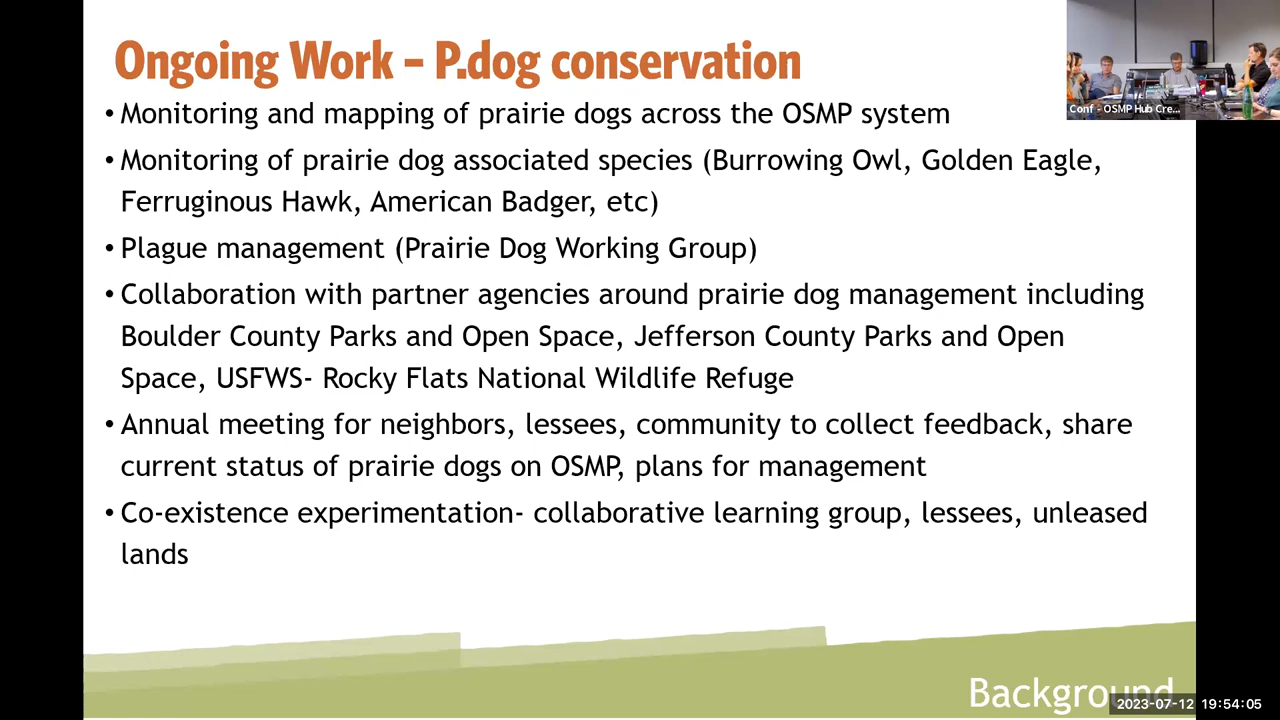 Ongoing Work – P.dog conservation
Conf - OSMP Hub Cre...
• Monitoring and mapping of prairie dogs across the OSMP system
• Monitoring of prairie dog associated species (Burrowing Owl, Golden Eagle,
Ferruginous Hawk, American Badger, etc)
• Plague management (Prairie Dog Working Group)
• Collaboration with partner agencies around prairie dog management including
Boulder County Parks and Open Space, Jefferson County Parks and Open
Space, USFWS- Rocky Flats National Wildlife Refuge
• Annual meeting for neighbors, lessees, community to collect feedback, share
current status of prairie dogs on OSMP, plans for management
• Co-existence experimentation- collaborative learning group, lessees, unleased
lands
Background
2023-07-12 19:54:05